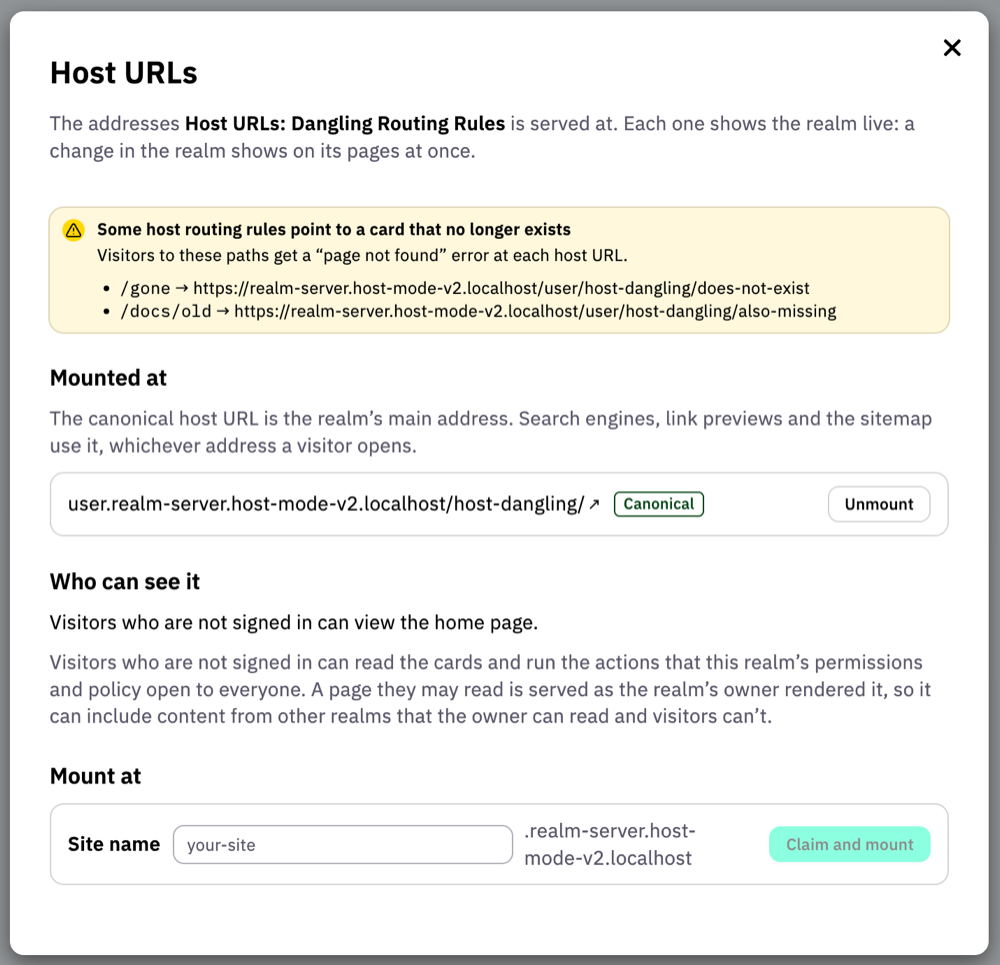 Host URLs
The addresses Host URLs: Dangling Routing Rules is served at. Each one shows the realm live: a
change in the realm shows on its pages at once.
Some host routing rules point to a card that no longer exists
Visitors to these paths get a “page not found” error at each host URL.
• /gone → https://realm-server.host-mode-v2.localhost/user/host-dangling/does-not-exist
• /docs/old → https://realm-server.host-mode-v2.localhost/user/host-dangling/also-missing
Mounted at
The canonical host URL is the realm’s main address. Search engines, link previews and the sitemap
use it, whichever address a visitor opens.
user.realm-server.host-mode-v2.localhost/host-dangling/ ↗ Canonical Unmount
Who can see it
Visitors who are not signed in can view the home page.
Visitors who are not signed in can read the cards and run the actions that this realm’s permissions
and policy open to everyone. A page they may read is served as the realm’s owner rendered it, so it
can include content from other realms that the owner can read and visitors can’t.
Mount at
Site name your-site .realm-server.host-
mode-v2.localhost Claim and mount